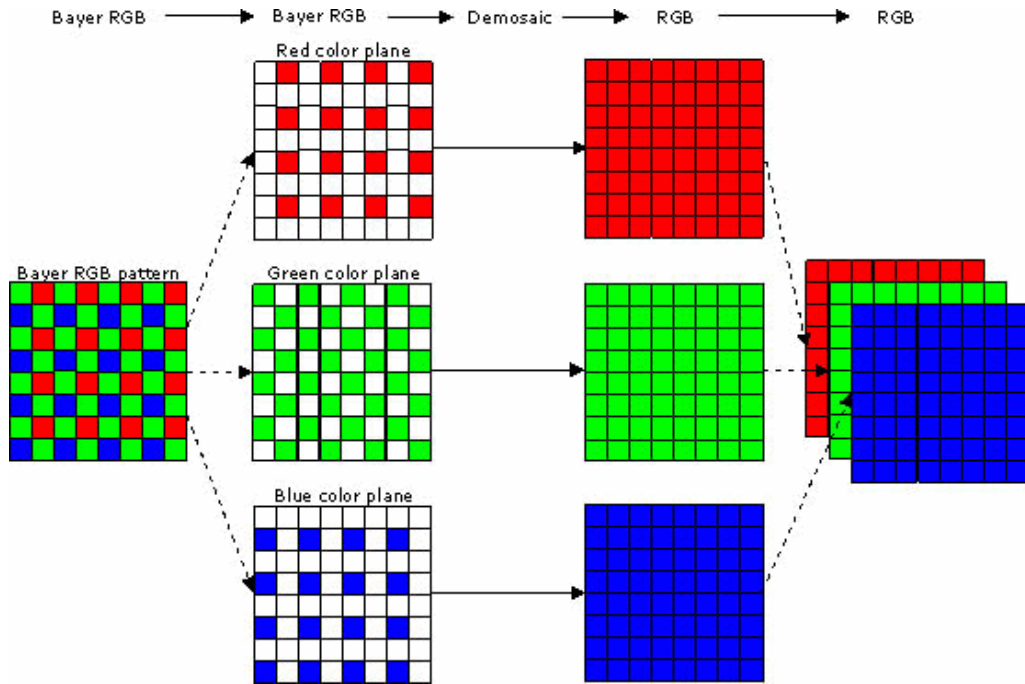 Bayer RGB Bayer RGB Demosaic RGB RGB
Red color plane
Bayer RGB pattern
Green color plane
Blue color plane